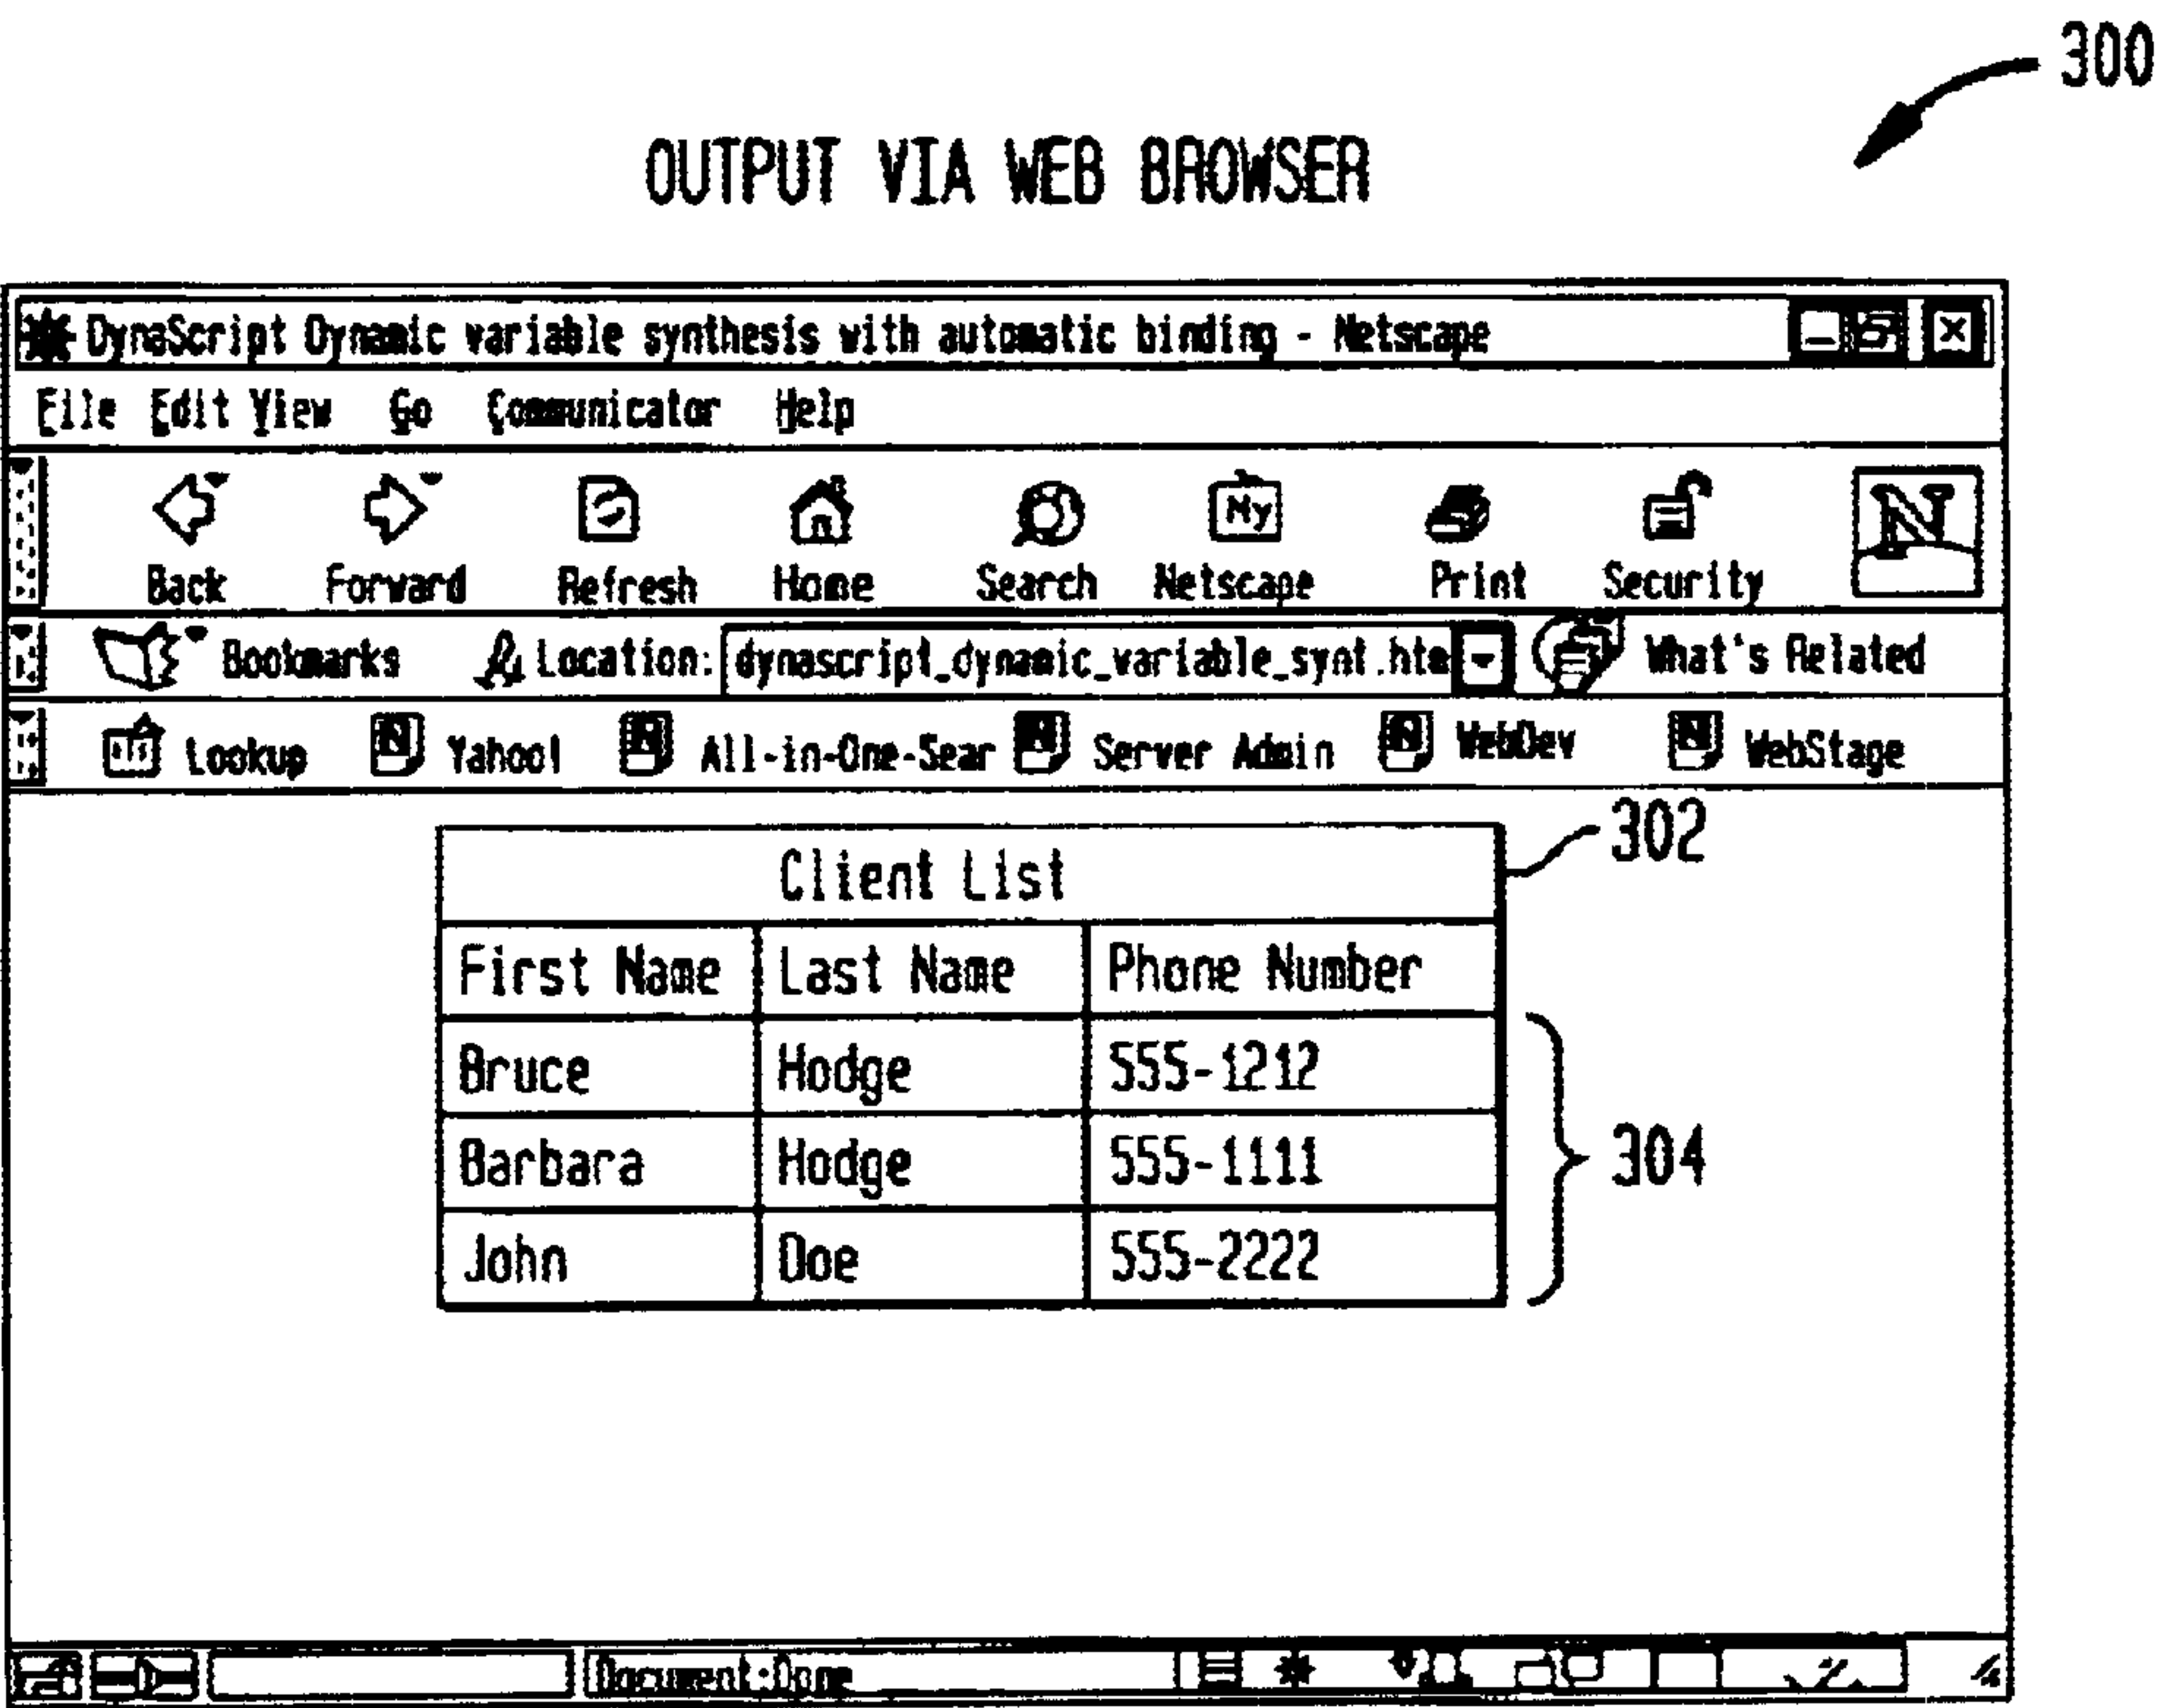 300
OUTPUT VIA WEB BROWSER
DynaScript Dynamic variable synthesis with automatic binding - Netscape
File Edit View Go Communicator Help
My
N
Back Forward Refresh Home Search Netscape Print Security
Bookmarks Location: dynascript_dynamic_variable_synt.htm What's Related
Lookup Yahoo! All-in-One-Sear Server Admin WebDev WebStage
302
Client List
First Name Last Name Phone Number
Bruce Hodge 555-1212
Barbara Hodge 555-1111
304
John Doe 555-2222
Document:Done